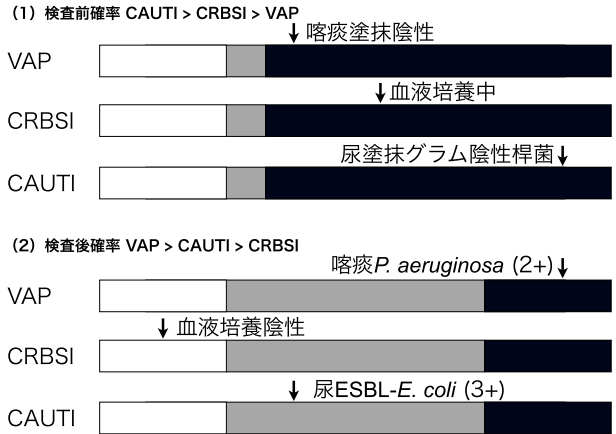 （1）検査前確率 CAUTI > CRBSI > VAP
喀痰塗抹陰性
VAP
血液培養中
CRBSI
尿塗抹グラム陰性桿菌
CAUTI
（2）検査後確率 VAP > CAUTI > CRBSI
喀痰P. aeruginosa (2+)
VAP
血液培養陰性
CRBSI
尿ESBL-E. coli (3+)
CAUTI